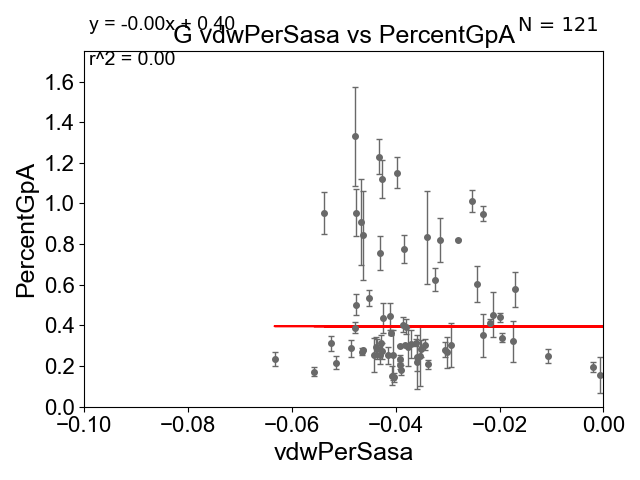 y = -0.00x + 0.40
N = 121
G vdwPerSasa vs PercentGpA
r^2 = 0.00
PercentGpA
1.6
1.4
1.2
1.0
0.8
0.6
0.4
0.2
0.0
−0.10 −0.08 −0.06 −0.04 −0.02 0.00
vdwPerSasa